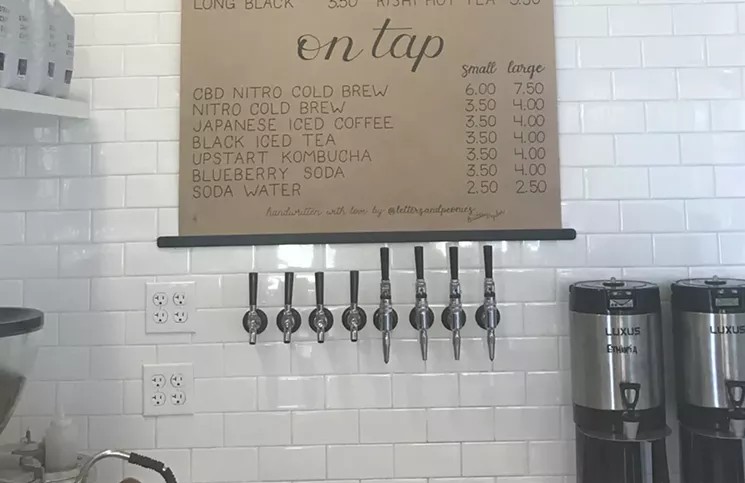 LONG BLACK 3.50 RISHI HOT TEA 3.50
on tap
small large
CBD NITRO COLD BREW 6.00 7.50
NITRO COLD BREW 3.50 4.00
JAPANESE ICED COFFEE 3.50 4.00
BLACK ICED TEA 3.50 4.00
UPSTART KOMBUCHA 3.50 4.00
BLUEBERRY SODA 3.50 4.00
SODA WATER 2.50 2.50
handwritten with love by @lettersandpeonies
LUXUS
ETHIOPIA
LUXUS